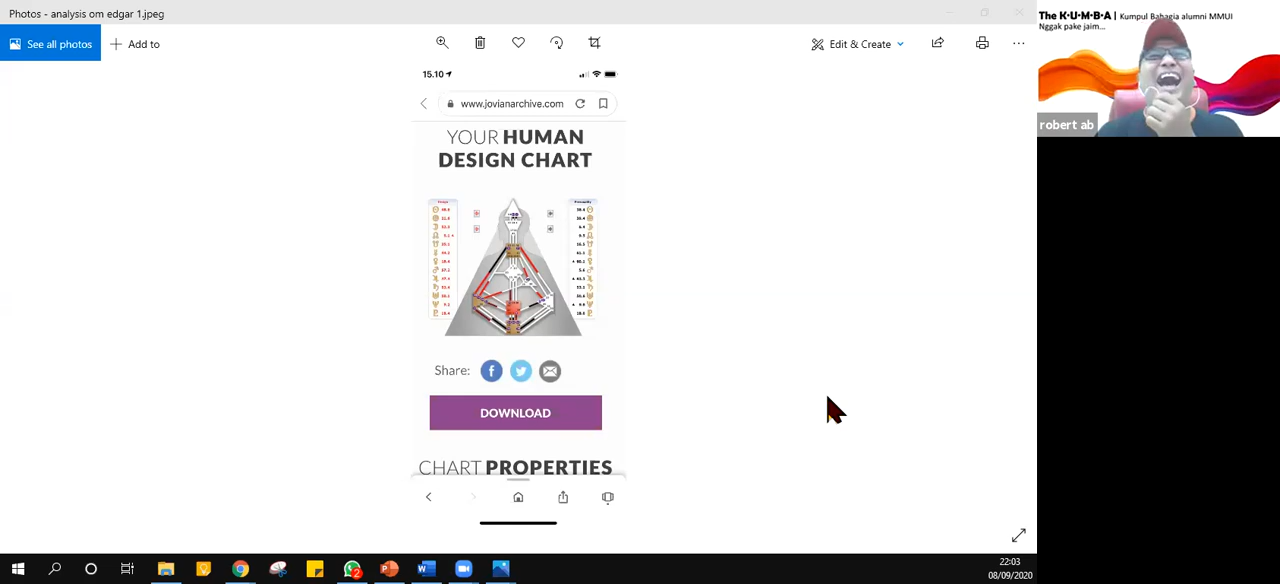 Photos - analysis om edgar 1.jpeg
See all photos
Add to
Edit & Create
The K•U•M•B•A | Kumpul Bahagia alumni MMUI
Nggak pake jaim...
robert ab
15.10
www.jovianarchive.com
YOUR HUMAN
DESIGN CHART
Share:
DOWNLOAD
CHART PROPERTIES
2
22:03
08/09/2020